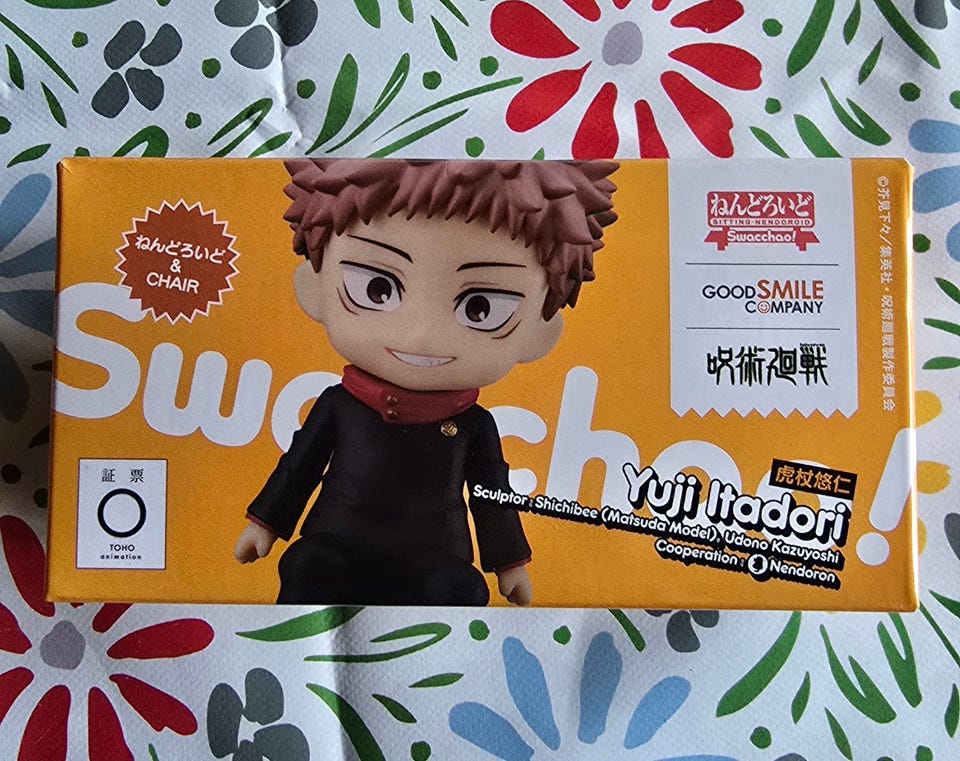 ねんどろいど
&
CHAIR
Swacchao!
証票
TOHO
animation
ねんどろいど
SITTING-NENDOROID
Swacchao!
GOOD SMILE
COMPANY
呪術廻戦
©芥見下々/集英社・呪術廻戦製作委員会
虎杖悠仁
Yuji Itadori
Sculptor:Shichibee (Matsuda Model), Udono Kazuyoshi
Cooperation: Nendoron